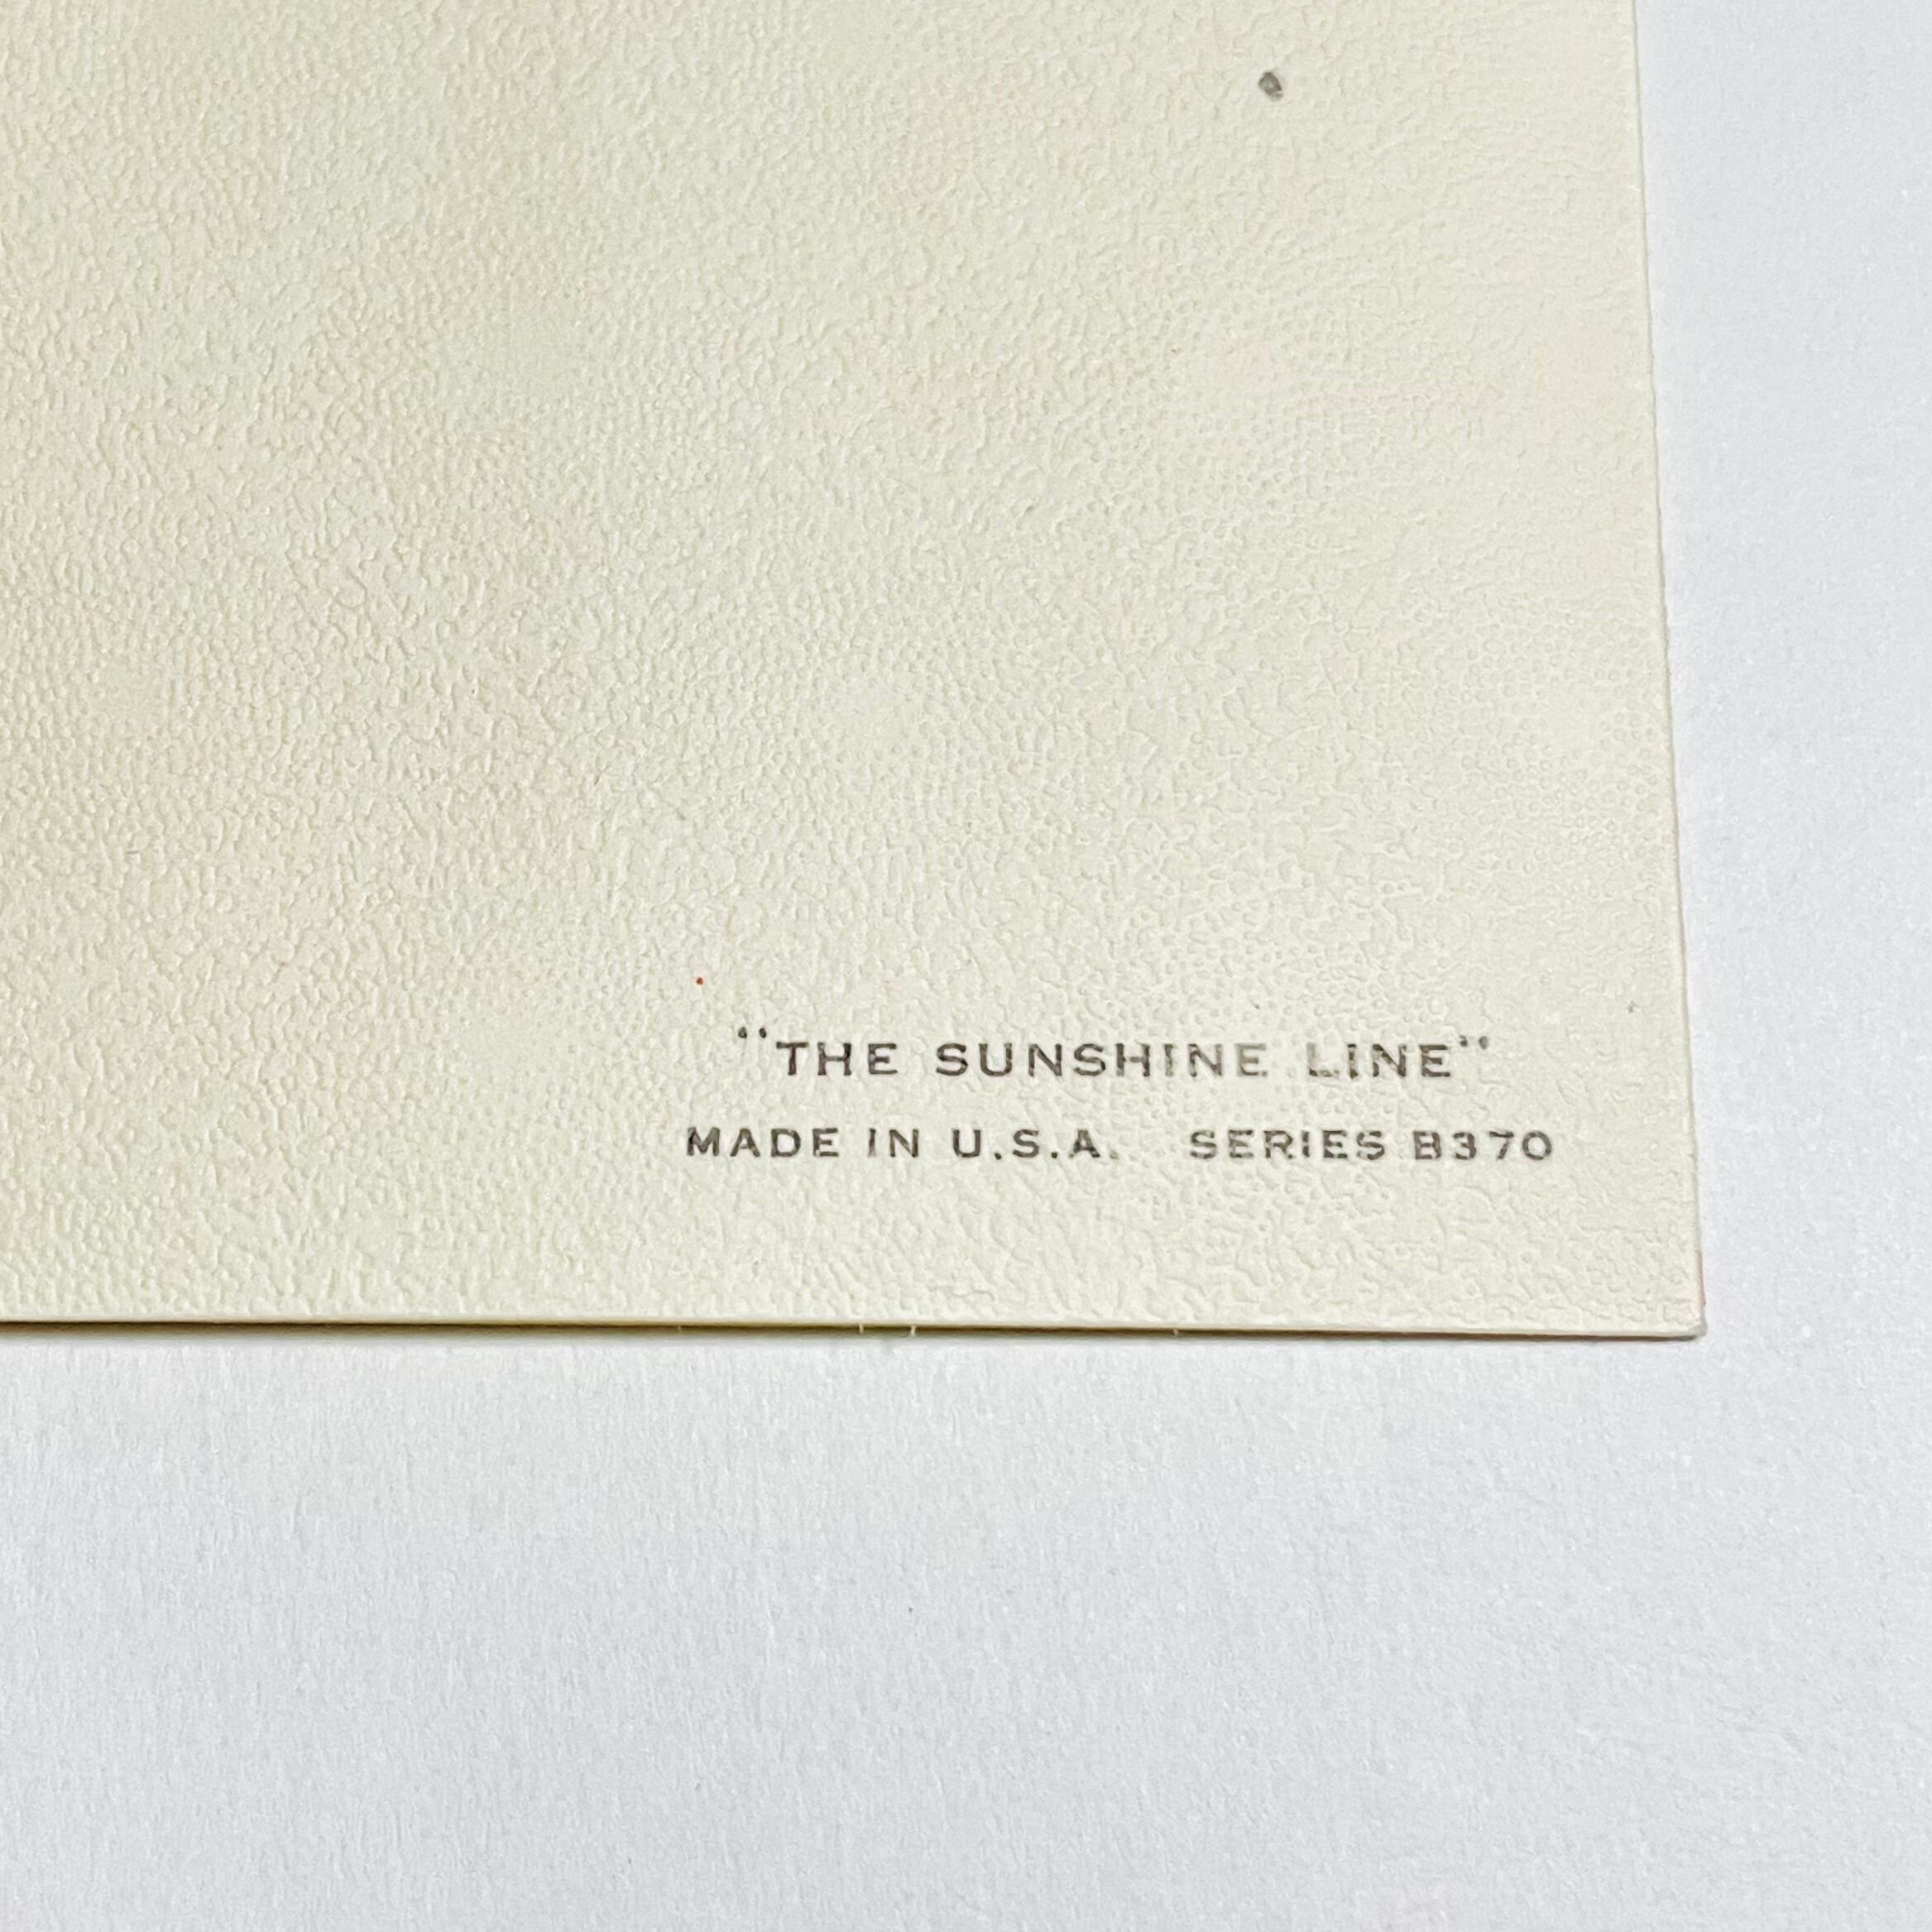 "THE SUNSHINE LINE"
MADE IN U.S.A. SERIES B370